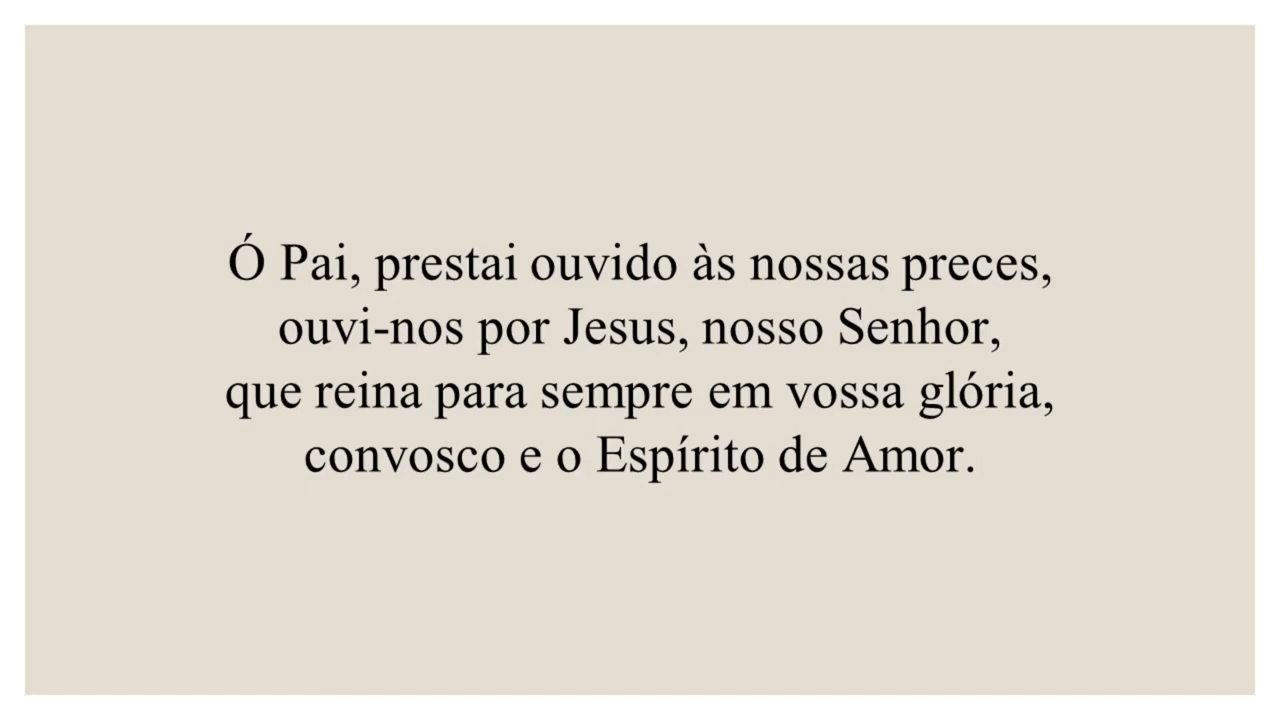 Ó Pai, prestai ouvido às nossas preces,
ouvi-nos por Jesus, nosso Senhor,
que reina para sempre em vossa glória,
convosco e o Espírito de Amor.